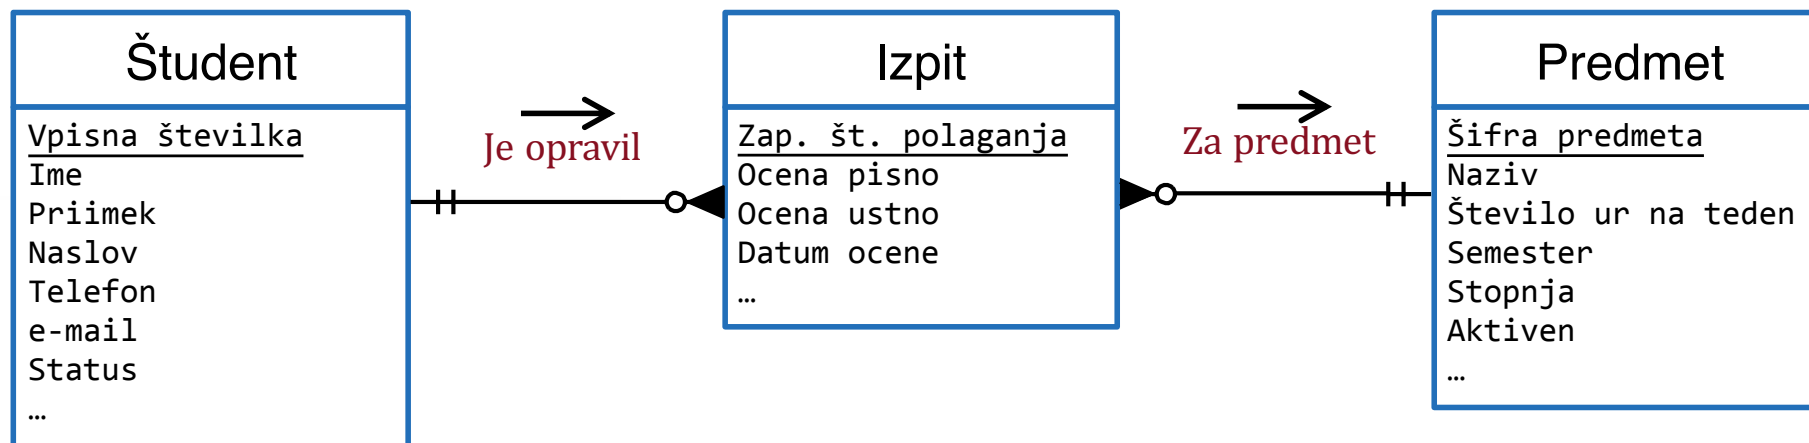 Študent
Vpisna številka
Ime
Priimek
Naslov
Telefon
e-mail
Status
…
Je opravil
Izpit
Zap. št. polaganja
Ocena pisno
Ocena ustno
Datum ocene
…
Za predmet
Predmet
Šifra predmeta
Naziv
Število ur na teden
Semester
Stopnja
Aktiven
…